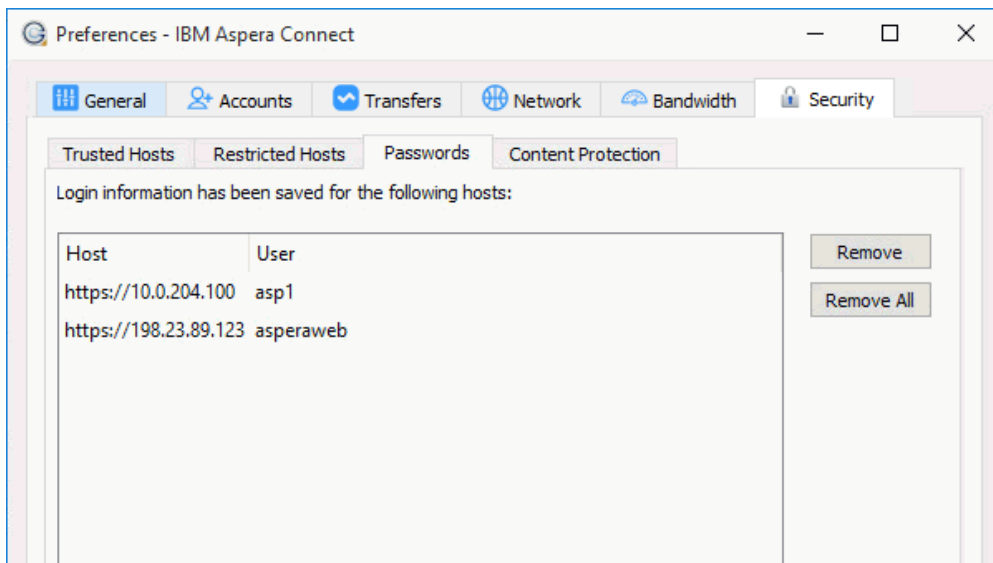 Preferences - IBM Aspera Connect
General Accounts Transfers Network Bandwidth Security
Trusted Hosts Restricted Hosts Passwords Content Protection
Login information has been saved for the following hosts:
Host User Remove
https://10.0.204.100 asp1 Remove All
https://198.23.89.123 asperaweb